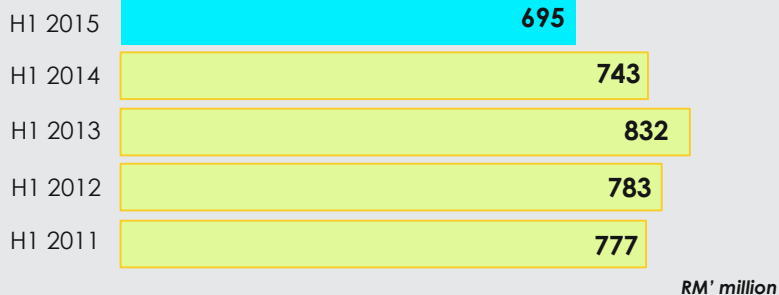 H1 2015 695
H1 2014 743
H1 2013 832
H1 2012 783
H1 2011 777
RM' million